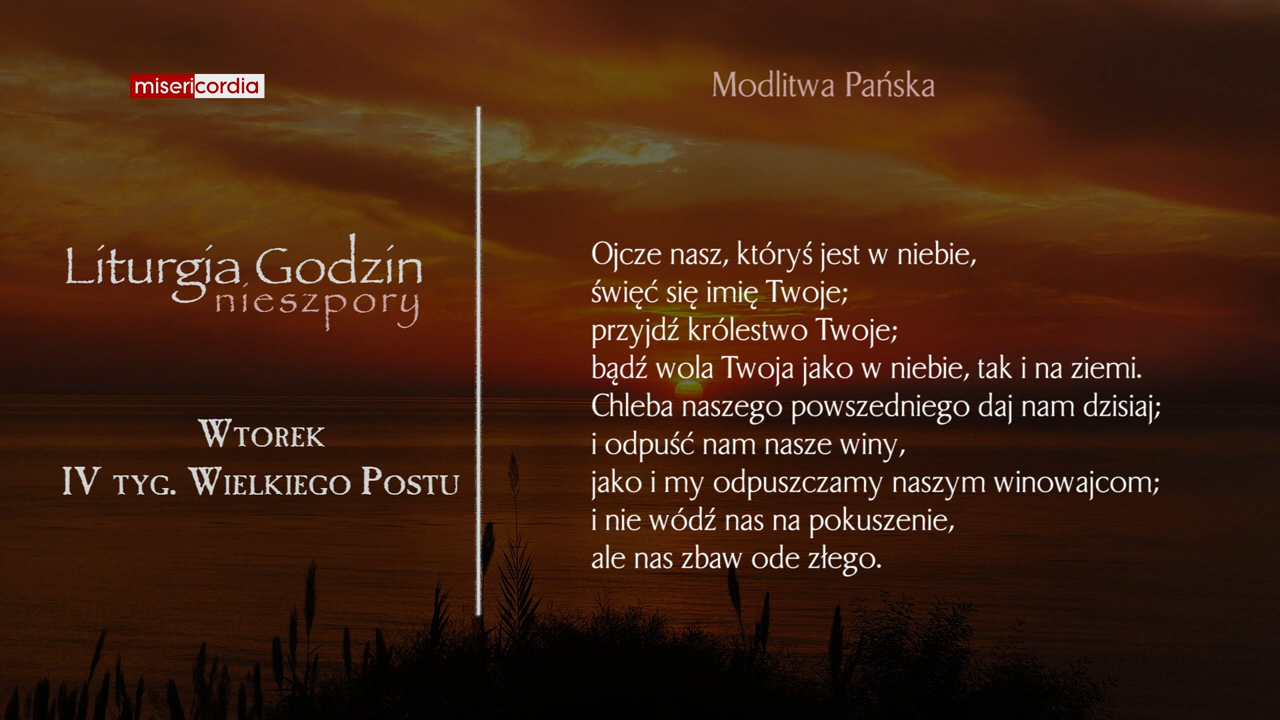 misericordia
Liturgia Godzin
nieszpory
Wtorek
IV tyg. Wielkiego Postu
Modlitwa Pańska
Ojcze nasz, któryś jest w niebie,
święć się imię Twoje;
przyjdź królestwo Twoje;
bądź wola Twoja jako w niebie, tak i na ziemi.
Chleba naszego powszedniego daj nam dzisiaj;
i odpuść nam nasze winy,
jako i my odpuszczamy naszym winowajcom;
i nie wódź nas na pokuszenie,
ale nas zbaw ode złego.